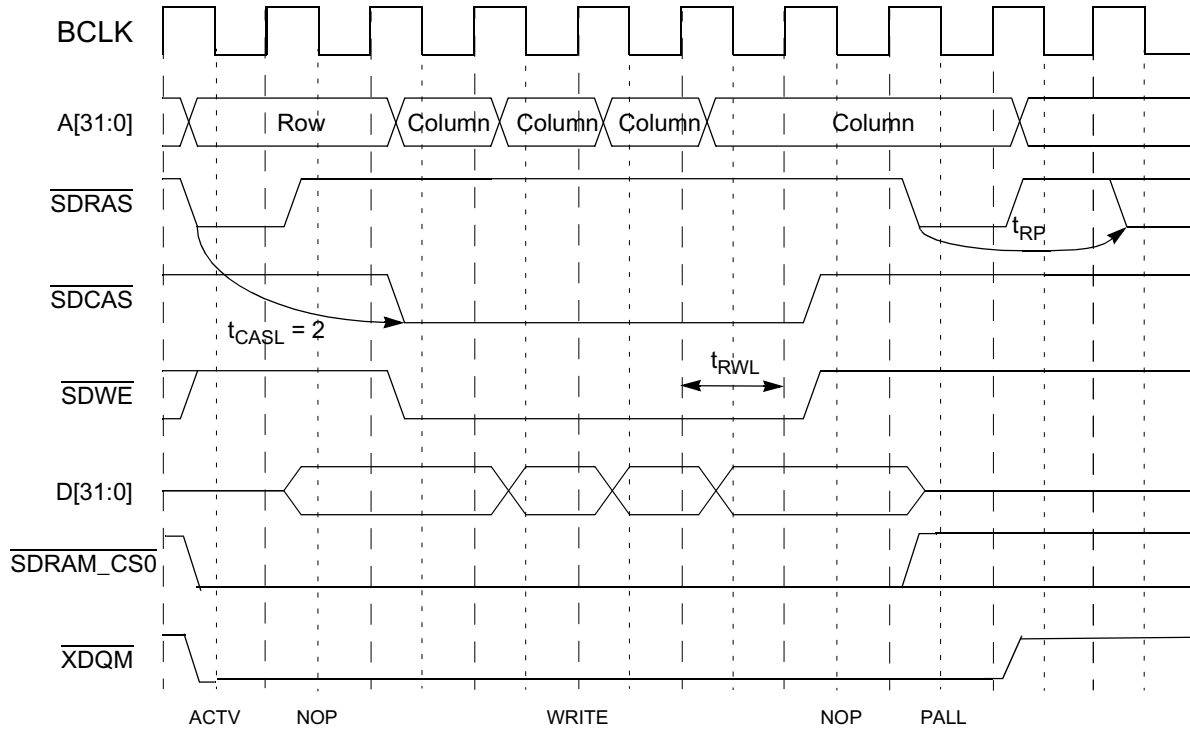 BCLK
A[31:0] Row Column Column Column Column
SDRAS
tRP
SDCAS
tCASL = 2
tRWL
SDWE
D[31:0]
SDRAM_CS0
XDQM
ACTV NOP WRITE NOP PALL